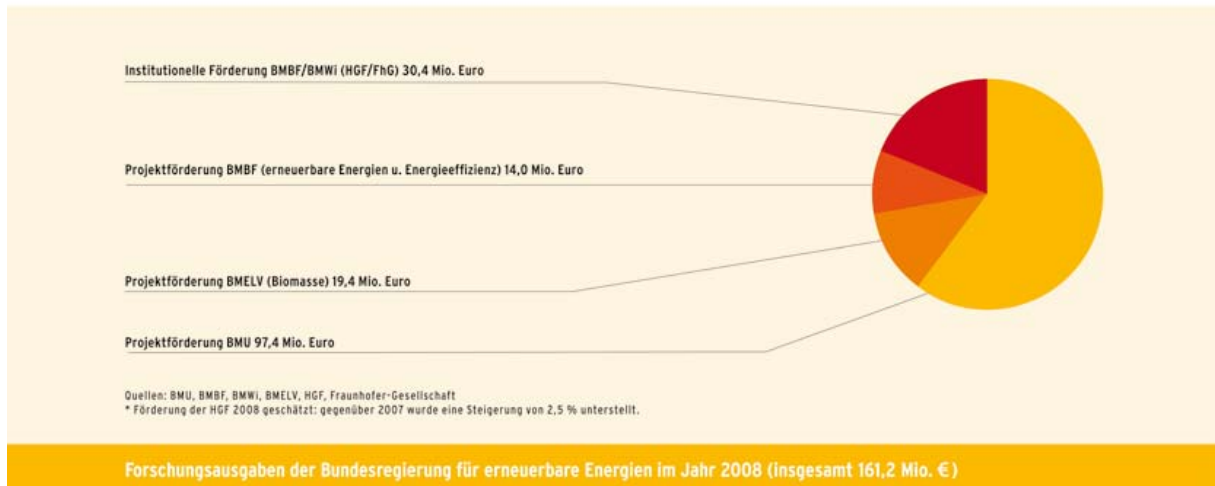 Institutionelle Förderung BMBF/BMWi (HGF/FhG) 30,4 Mio. Euro
Projektförderung BMBF (erneuerbare Energien u. Energieeffizienz) 14,0 Mio. Euro
Projektförderung BMELV (Biomasse) 19,4 Mio. Euro
Projektförderung BMU 97,4 Mio. Euro
Quellen: BMU, BMBF, BMWi, BMELV, HGF, Fraunhofer-Gesellschaft
* Förderung der HGF 2008 geschätzt: gegenüber 2007 wurde eine Steigerung von 2,5 % unterstellt.
Forschungsausgaben der Bundesregierung für erneuerbare Energien im Jahr 2008 (insgesamt 161,2 Mio. €)